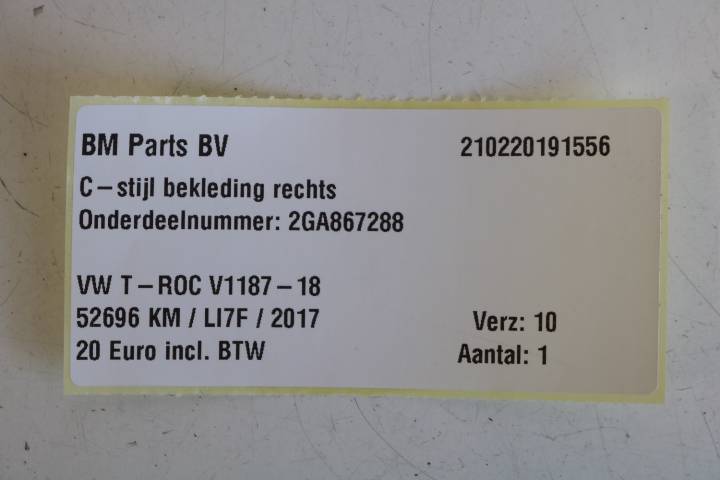 BM Parts BV 210220191556
C-stijl bekleding rechts
Onderdeelnummer: 2GA867288
VW T-ROC V1187-18
52696 KM / LI7F / 2017 Verz: 10
20 Euro incl. BTW Aantal: 1